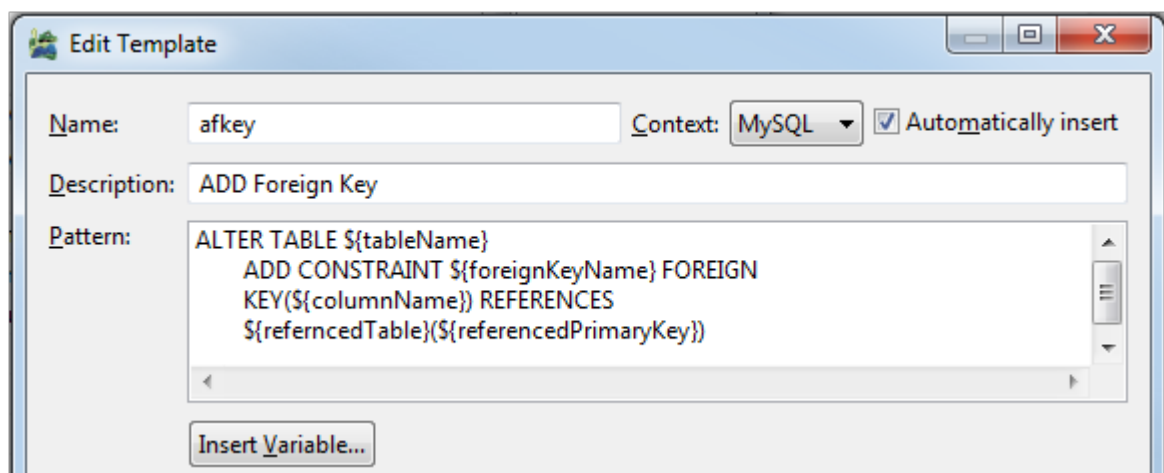 Edit Template
Name: afkey Context: MySQL Automatically insert
Description: ADD Foreign Key
Pattern: ALTER TABLE ${tableName}
ADD CONSTRAINT ${foreignKeyName} FOREIGN
KEY(${columnName}) REFERENCES
${referncedTable}(${referencedPrimaryKey})
Insert Variable...